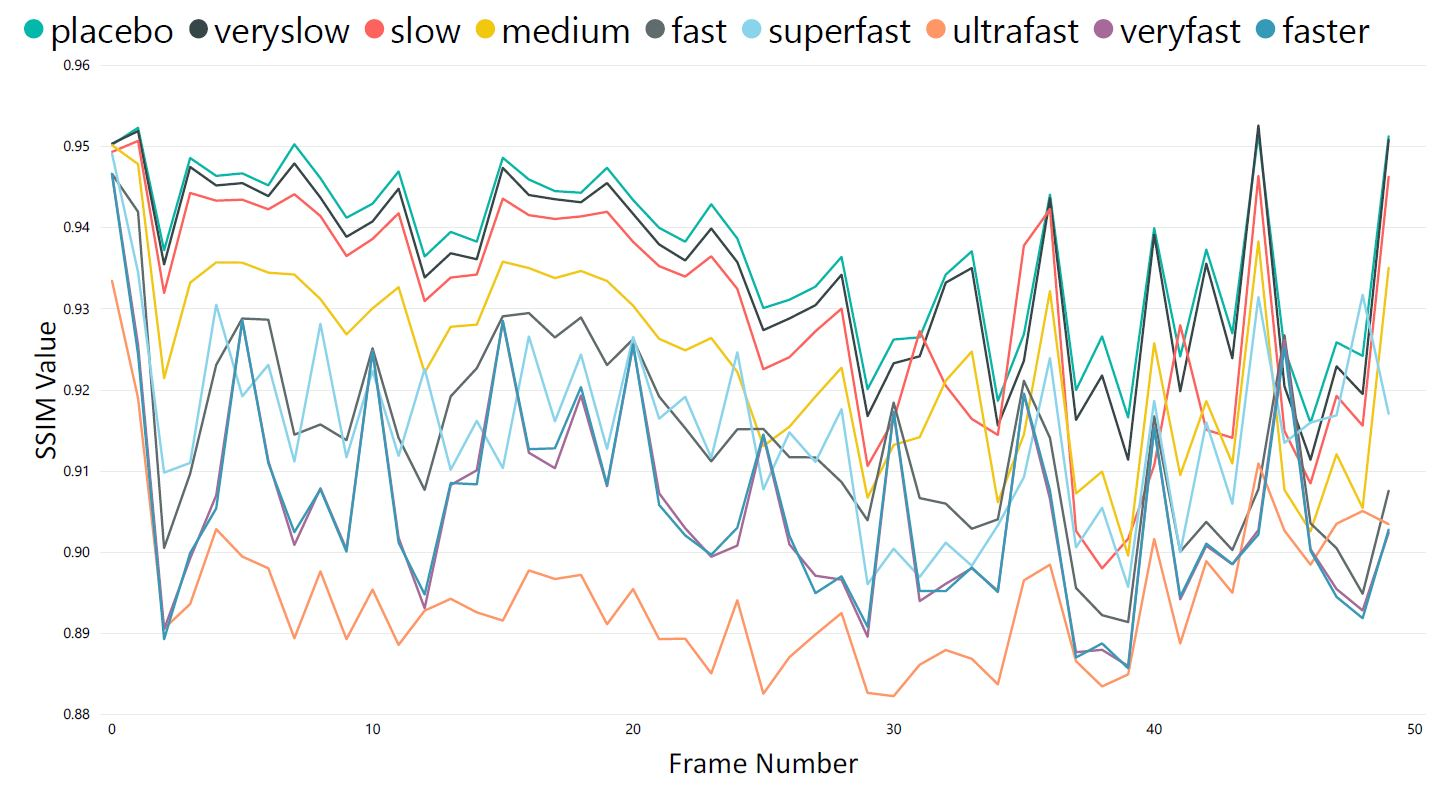 placebo veryslow slow medium fast superfast ultrafast veryfast faster
0.96
0.95
0.94
0.93
0.92
0.91
0.90
0.89
0.88
SSIM Value
0 10 20 30 40 50
Frame Number